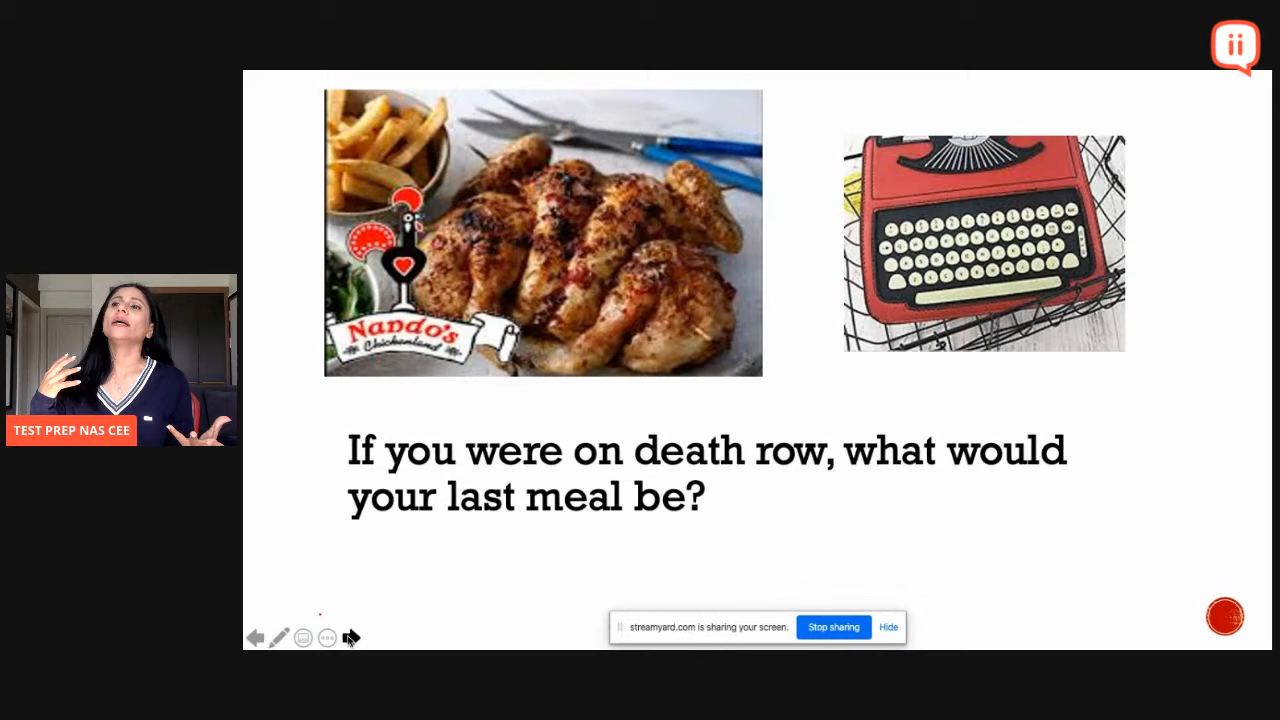 ii
Nando's
Chickenland
TEST PREP NAS CEE
If you were on death row, what would
your last meal be?
streamyard.com is sharing your screen.
Stop sharing
Hide